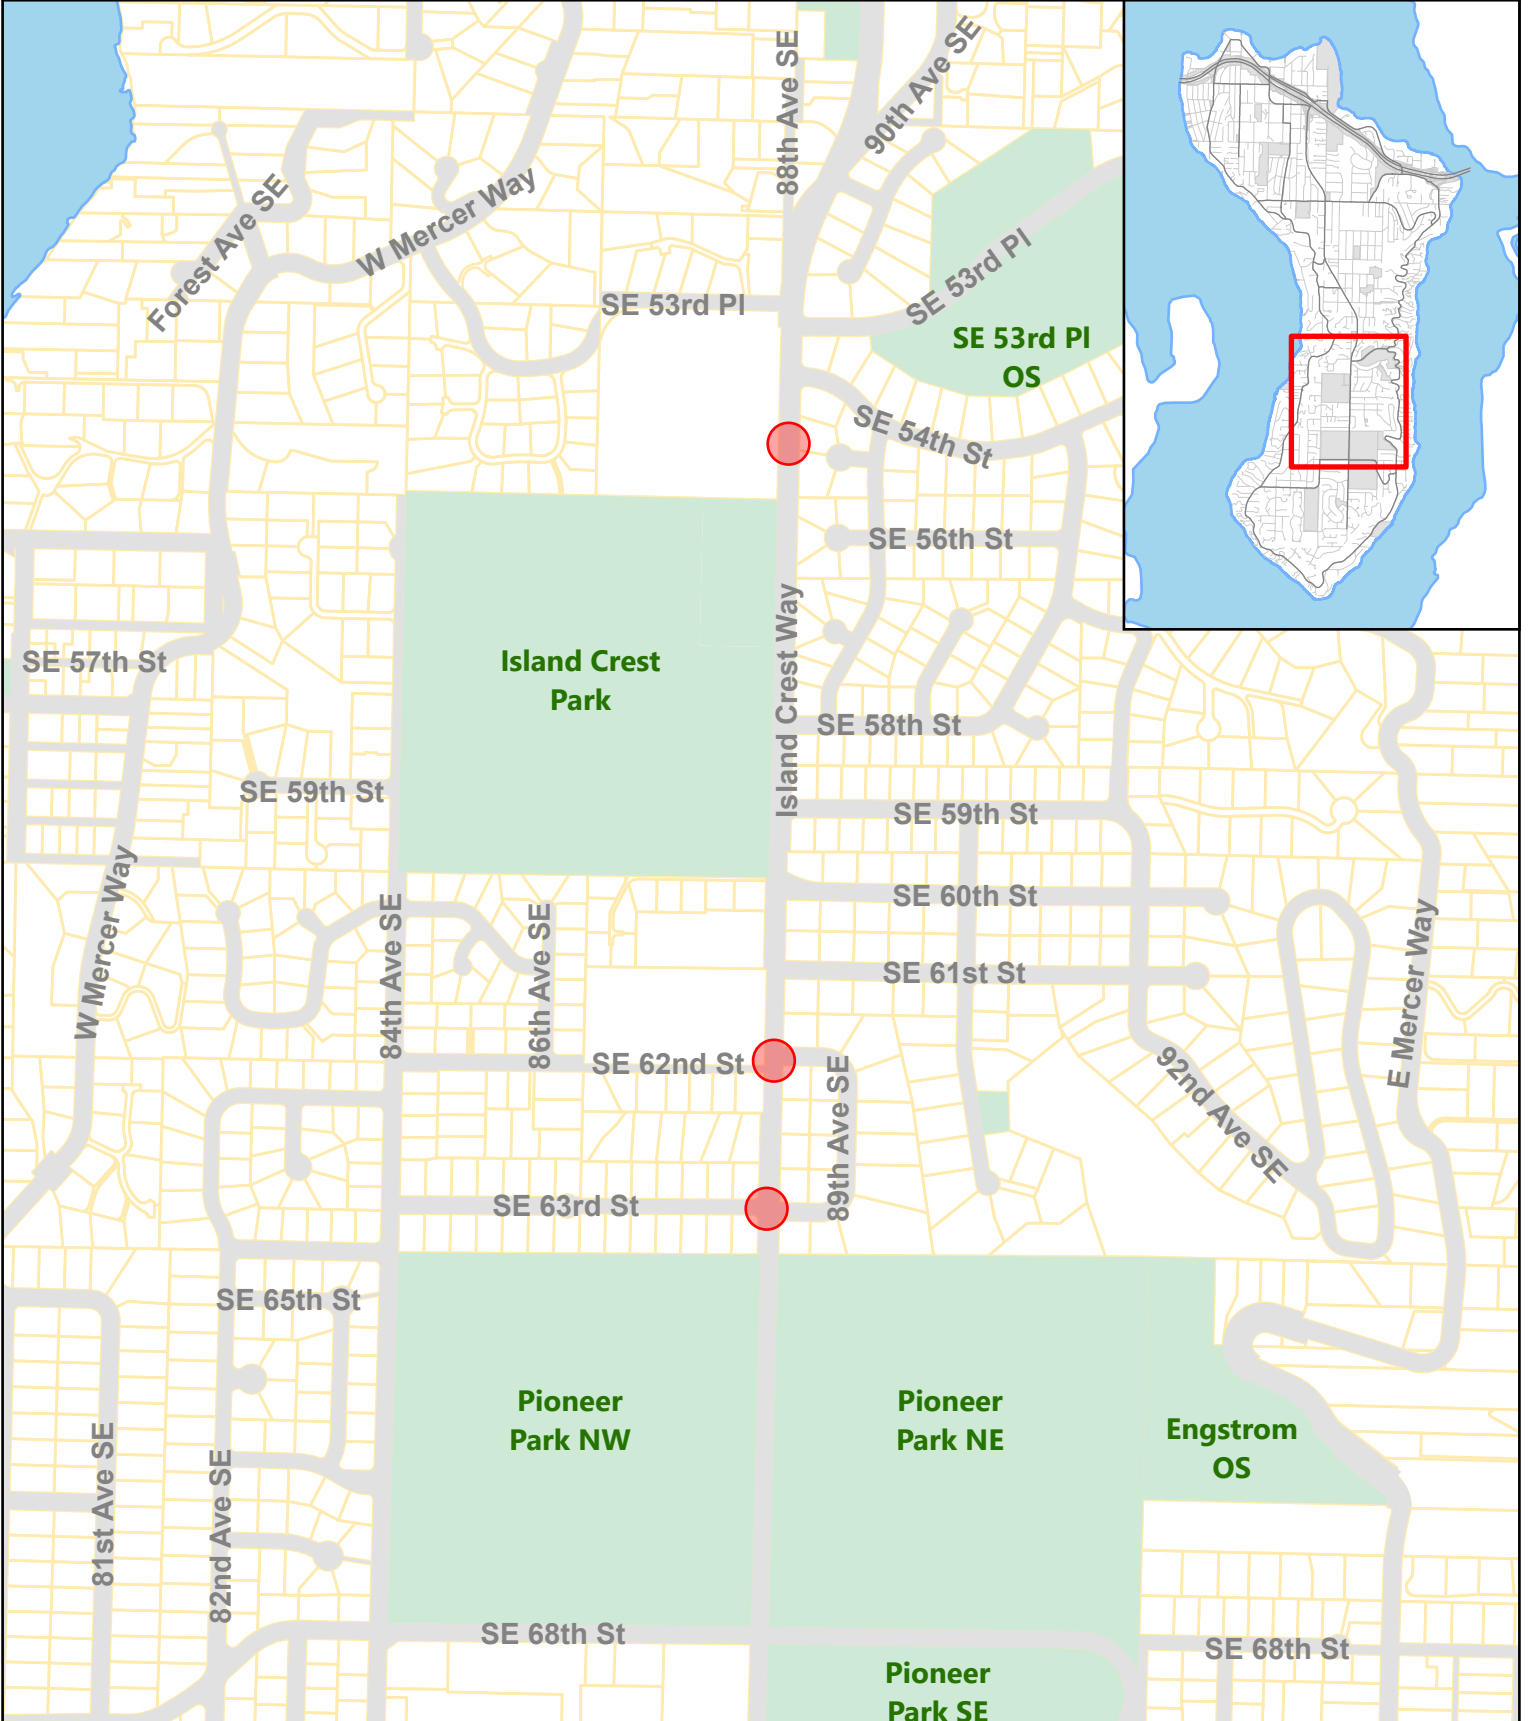 88th Ave SE
90th Ave SE
Forest Ave SE
W Mercer Way
SE 53rd Pl
SE 53rd Pl
SE 53rd Pl
OS
SE 54th St
SE 56th St
Island Crest Way
SE 57th St
Island Crest
Park
SE 58th St
SE 59th St
SE 59th St
W Mercer Way
84th Ave SE
86th Ave SE
SE 60th St
SE 61st St
E Mercer Way
SE 62nd St
89th Ave SE
92nd Ave SE
SE 63rd St
SE 65th St
81st Ave SE
82nd Ave SE
Pioneer
Park NW
Pioneer
Park NE
Engstrom
OS
SE 68th St
SE 68th St
Pioneer
Park SE